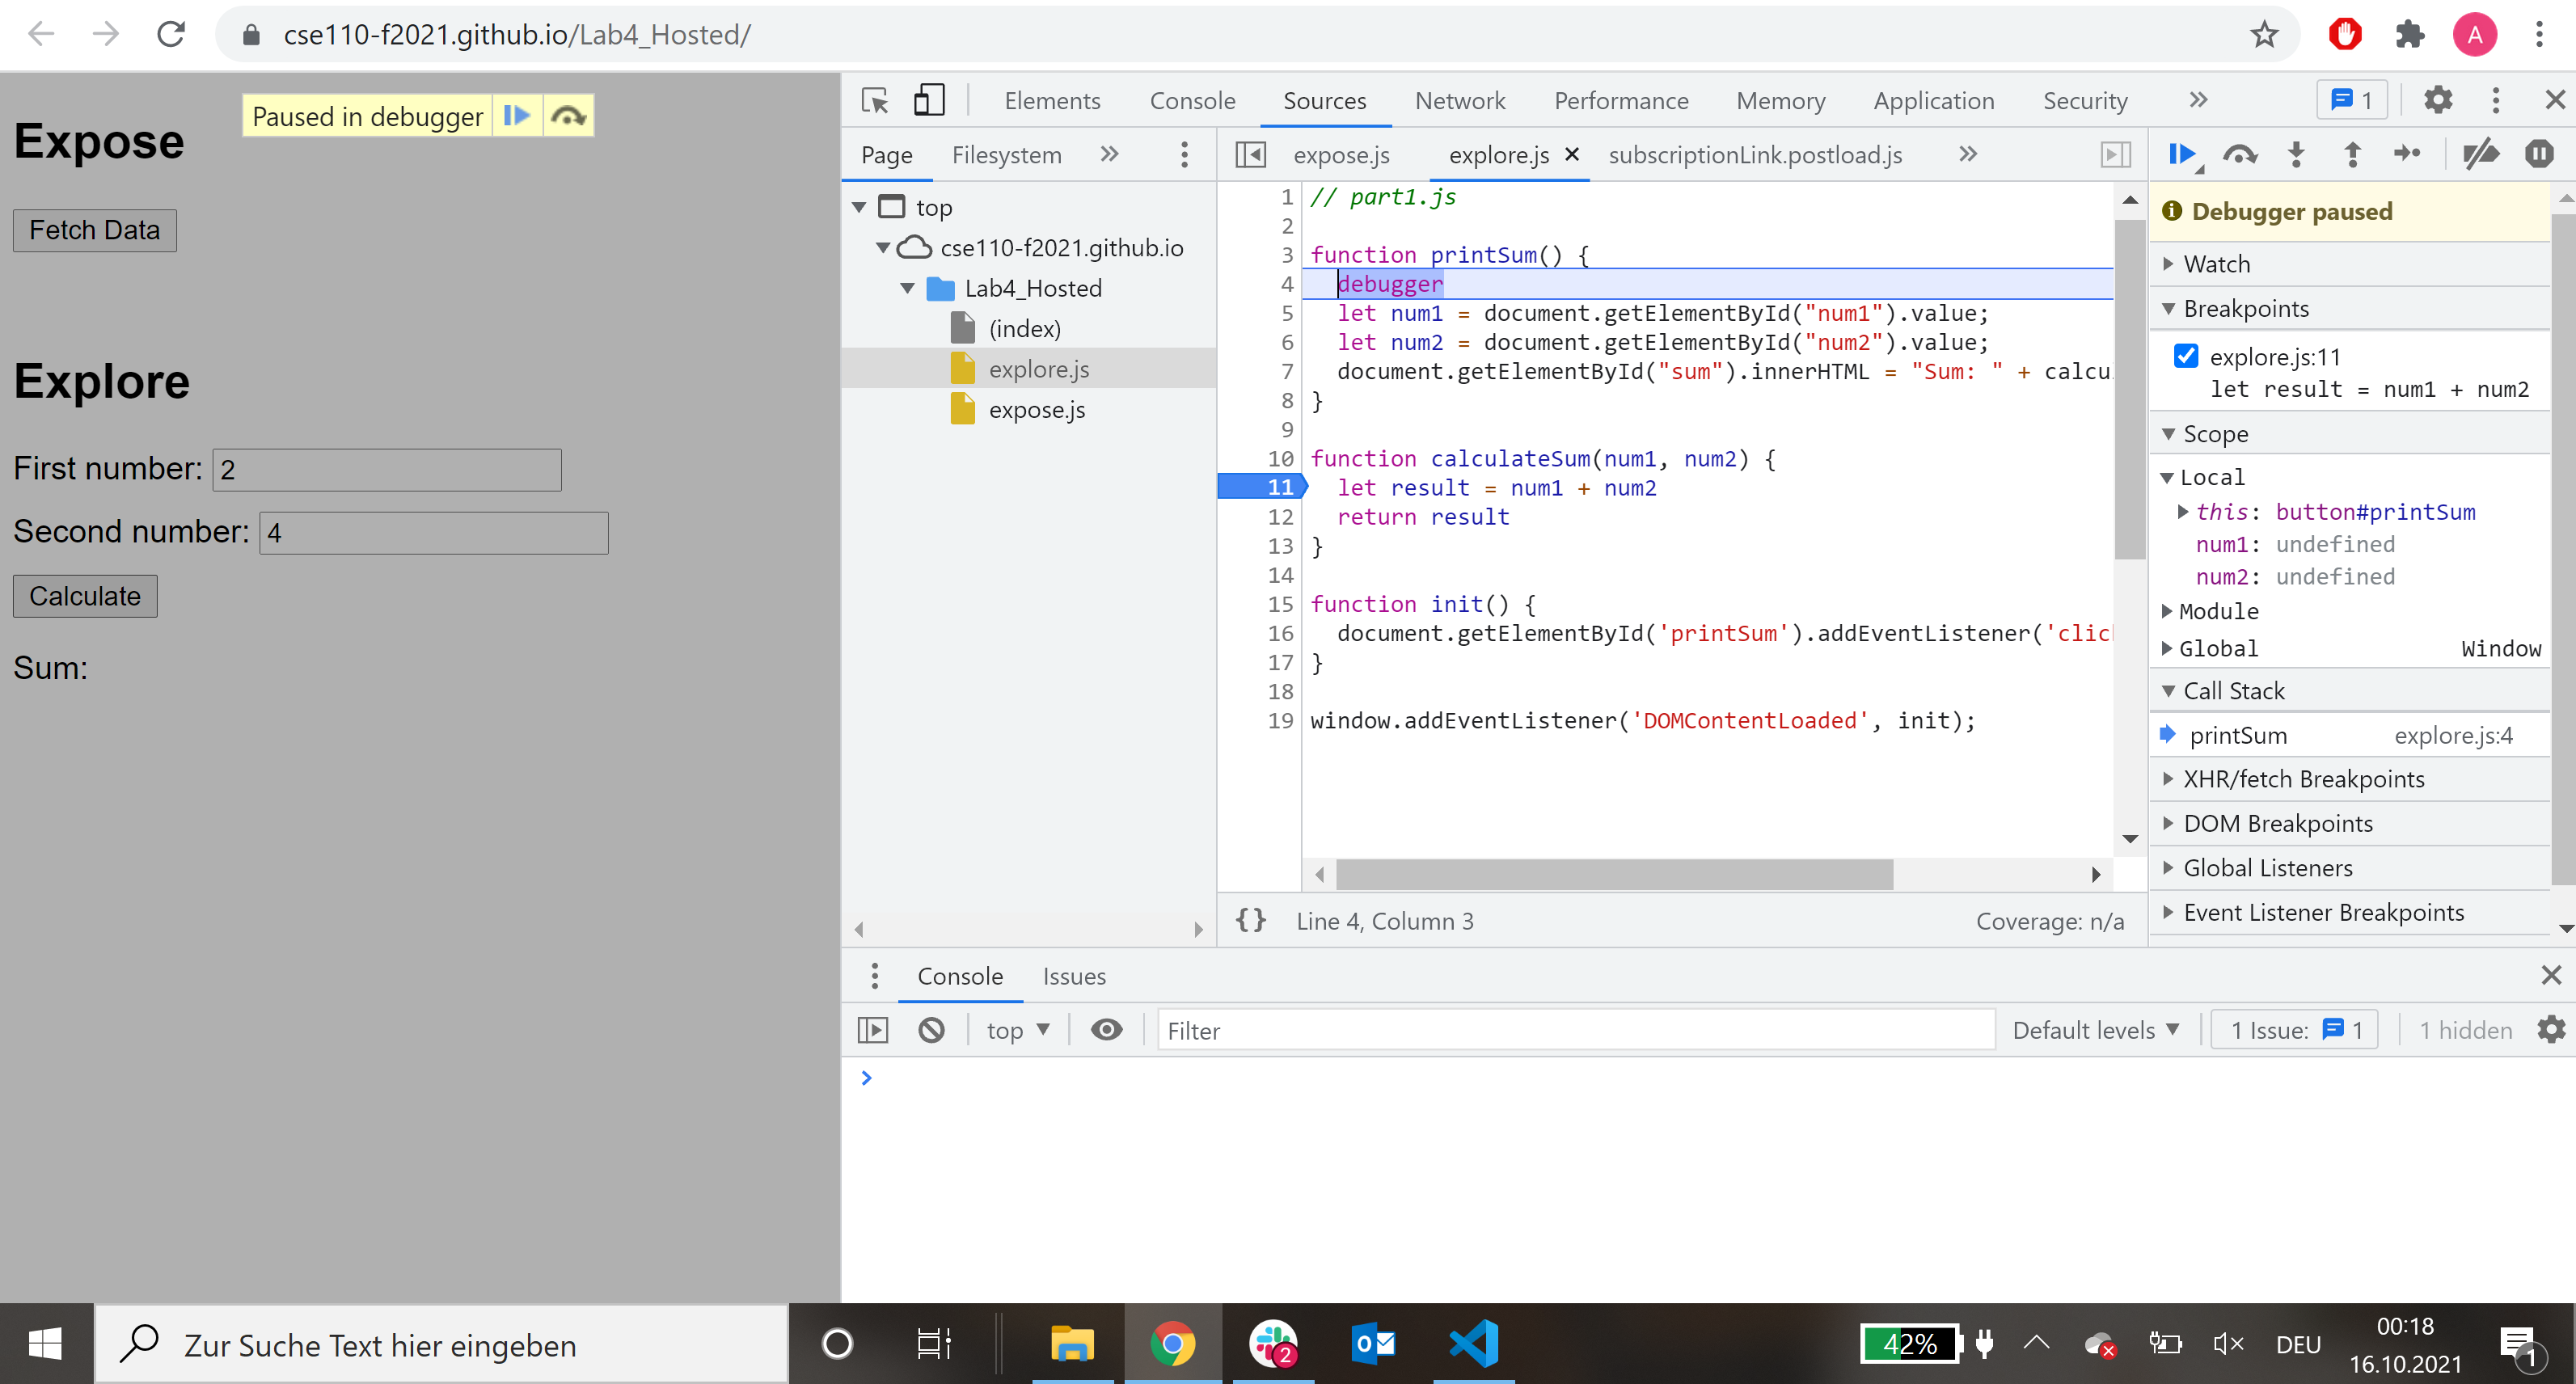 cse110-f2021.github.io/Lab4_Hosted/
A
Expose
Paused in debugger
Fetch Data
Explore
First number: 2
Second number: 4
Calculate
Sum:
Elements Console Sources Network Performance Memory Application Security 1
Page Filesystem
expose.js explore.js subscriptionLink.postload.js
top
cse110-f2021.github.io
Lab4_Hosted
(index)
explore.js
expose.js
1 // part1.js
2
3 function printSum() {
4 debugger
5 let num1 = document.getElementById("num1").value;
6 let num2 = document.getElementById("num2").value;
7 document.getElementById("sum").innerHTML = "Sum: " + calcu
8 }
9
10 function calculateSum(num1, num2) {
11 let result = num1 + num2
12 return result
13 }
14
15 function init() {
16 document.getElementById('printSum').addEventListener('clic
17 }
18
19 window.addEventListener('DOMContentLoaded', init);
{} Line 4, Column 3 Coverage: n/a
Debugger paused
Watch
Breakpoints
explore.js:11
let result = num1 + num2
Scope
Local
this: button#printSum
num1: undefined
num2: undefined
Module
Global Window
Call Stack
printSum explore.js:4
XHR/fetch Breakpoints
DOM Breakpoints
Global Listeners
Event Listener Breakpoints
Console Issues
top Filter Default levels 1 Issue: 1 1 hidden
Zur Suche Text hier eingeben
2
42%
DEU
00:18
16.10.2021
1